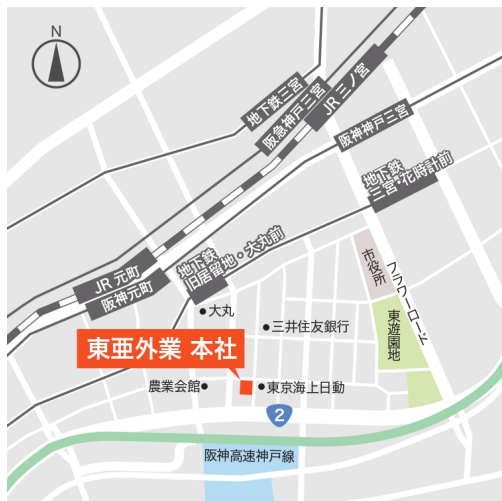 N
地下鉄三宮
阪急神戸三宮
JR 三ノ宮
阪神神戸三宮
地下鉄
三宮・花時計前
JR 元町
阪神元町
地下鉄
旧居留地・大丸前
市役所
フラワーロード
東遊園地
大丸
三井住友銀行
東亜外業 本社
農業会館
東京海上日動
2
阪神高速神戸線